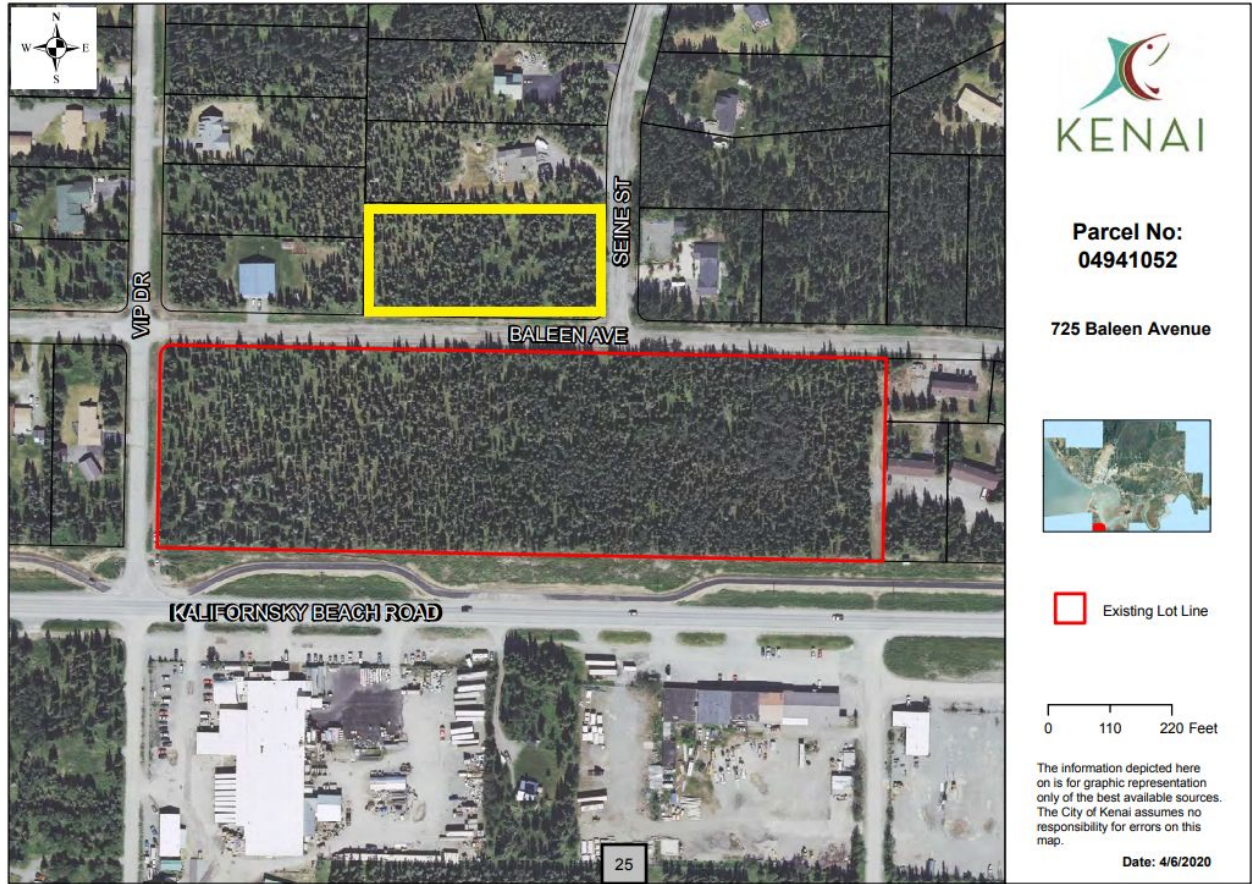 N
W E
S
KENAI
Parcel No:
04941052
725 Baleen Avenue
SEINE ST
VIP DR
BALEEN AVE
KALIFORNSKY BEACH ROAD
Existing Lot Line
0 110 220 Feet
The information depicted here
on is for graphic representation
only of the best available sources.
The City of Kenai assumes no
responsibility for errors on this
map.
Date: 4/6/2020
25